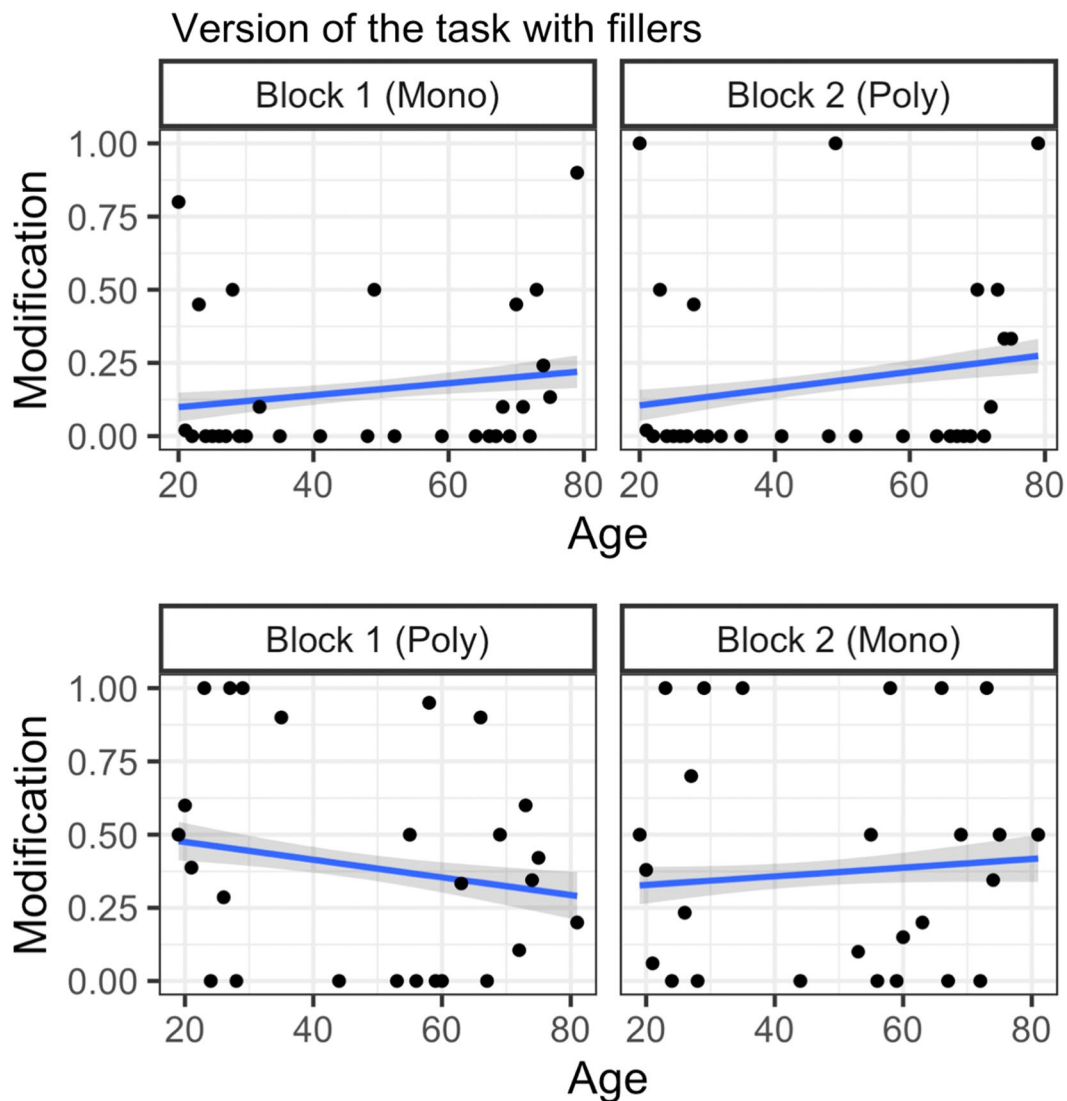 Version of the task with fillers
Block 1 (Mono) Block 2 (Poly)
Modification
1.00
0.75
0.50
0.25
0.00
20 40 60 80 20 40 60 80
Age
Block 1 (Poly) Block 2 (Mono)
Modification
1.00
0.75
0.50
0.25
0.00
20 40 60 80 20 40 60 80
Age